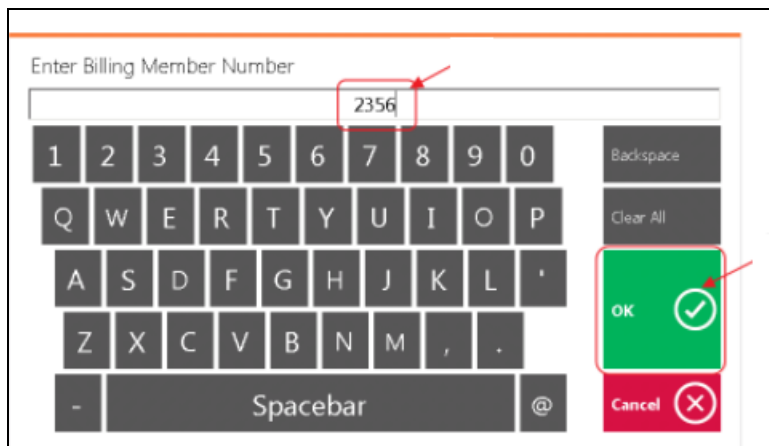 Enter Billing Member Number
2356
1 2 3 4 5 6 7 8 9 0 Backspace
Q W E R T Y U I O P Clear All
A S D F G H J K L '
OK
Z X C V B N M , .
- Spacebar @ Cancel